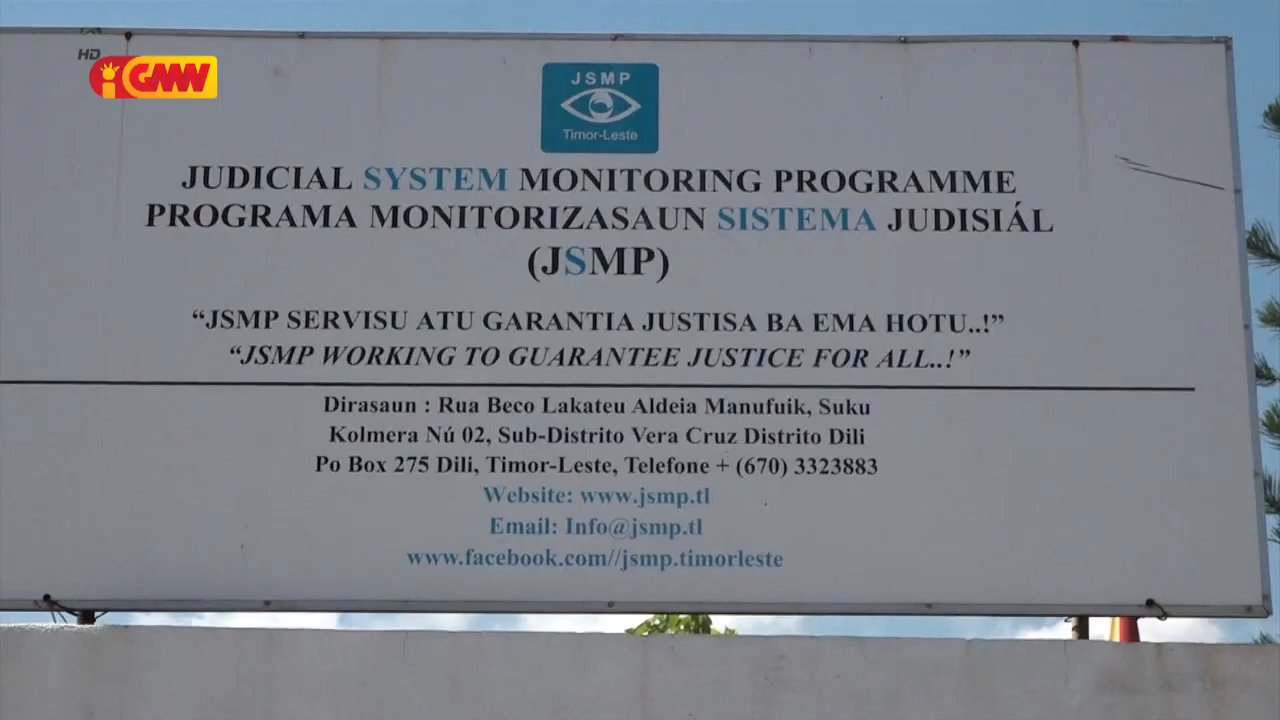 HD
GMW
JSMP
Timor-Leste
JUDICIAL SYSTEM MONITORING PROGRAMME
PROGRAMA MONITORIZASAUN SISTEMA JUDISIÁL
(JSMP)
“JSMP SERVISU ATU GARANTIA JUSTISA BA EMA HOTU..!”
“JSMP WORKING TO GUARANTEE JUSTICE FOR ALL..!”
Dirasaun : Rua Beco Lakateu Aldeia Manufuik, Suku
Kolmera Nú 02, Sub-Distrito Vera Cruz Distrito Dili
Po Box 275 Dili, Timor-Leste, Telefone + (670) 3323883
Website: www.jsmp.tl
Email: Info@jsmp.tl
www.facebook.com//jsmp.timorleste